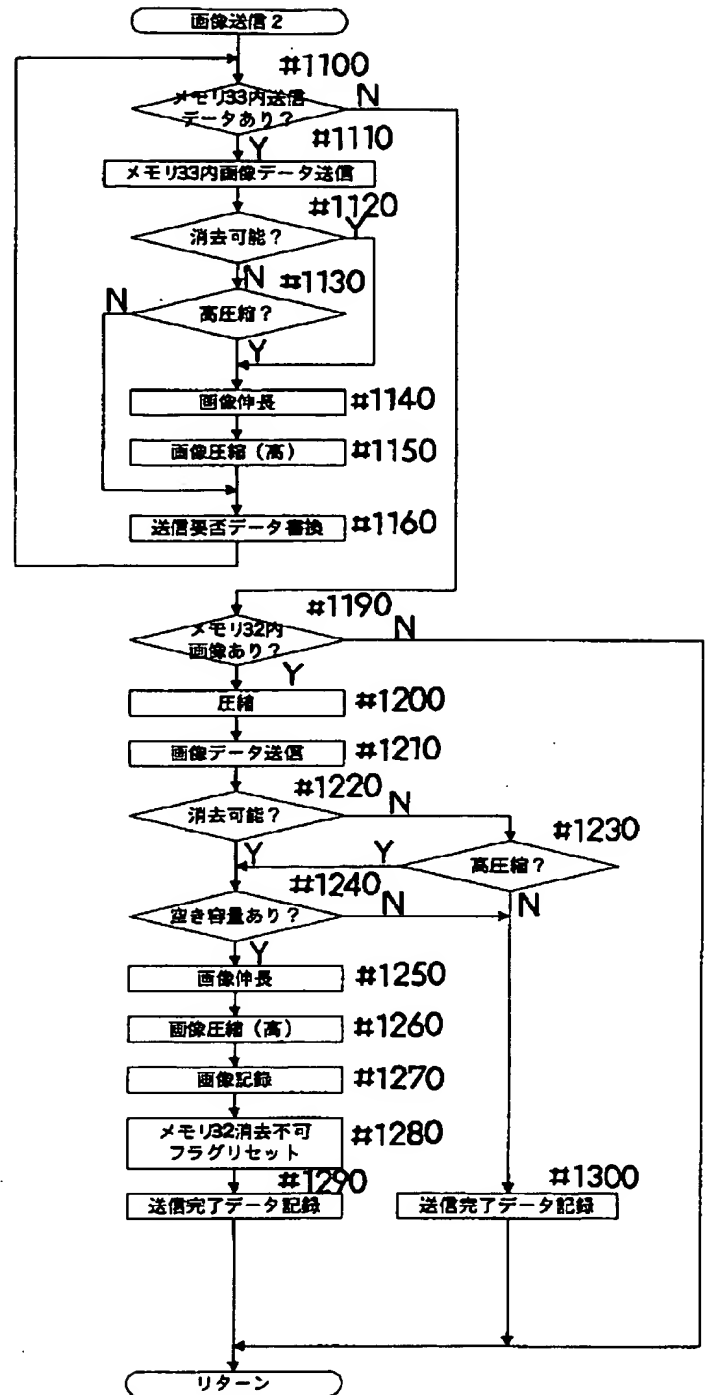 画像送信2
#1100
メモリ33内送信
データあり?
N
#1110
Y
メモリ33内画像データ送信
#1120
消去可能?
Y
N
#1130
高圧縮?
N
Y
画像伸長
#1140
画像圧縮(高)
#1150
送信要否データ書換
#1160
#1190
メモリ32内
画像あり?
N
Y
圧縮
#1200
画像データ送信
#1210
#1220
消去可能?
N
#1230
Y
Y
高圧縮?
#1240
N
空き容量あり?
N
Y
画像伸長
#1250
画像圧縮(高)
#1260
画像記録
#1270
メモリ32消去不可
フラグリセット
#1280
#1290
送信完了データ記録
#1300
送信完了データ記録
リターン